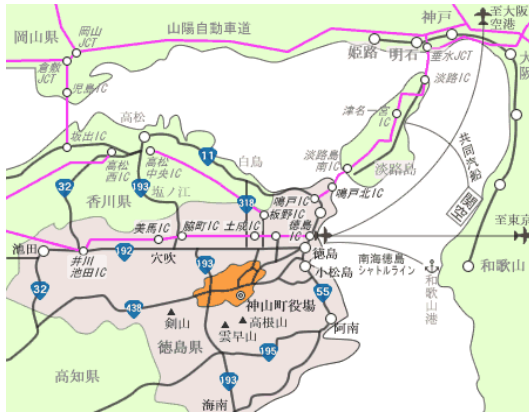 至大阪
空港
神戸
山陽自動車道
岡山県
岡山
JCT
姫路
明石
垂水JCT
大阪
倉敷
JCT
淡路IC
児島IC
津名一宮
IC
高松
坂出IC
高松
西IC
高松
中央IC
11
白鳥
淡路島
南IC
淡路島
共同汽船
関空
32
193
塩ノ江
香川県
318
鳴戸IC
鳴戸北IC
板野IC
美馬IC
脇町IC
土成IC
徳島
IC
至東京
池田
井川
池田IC
192
穴吹
193
徳島
小松島
南海徳島
シャトルライン
和歌山
和歌山港
32
438
神山町役場
55
剣山
雲早山
高根山
阿南
徳島県
195
高知県
193
海南